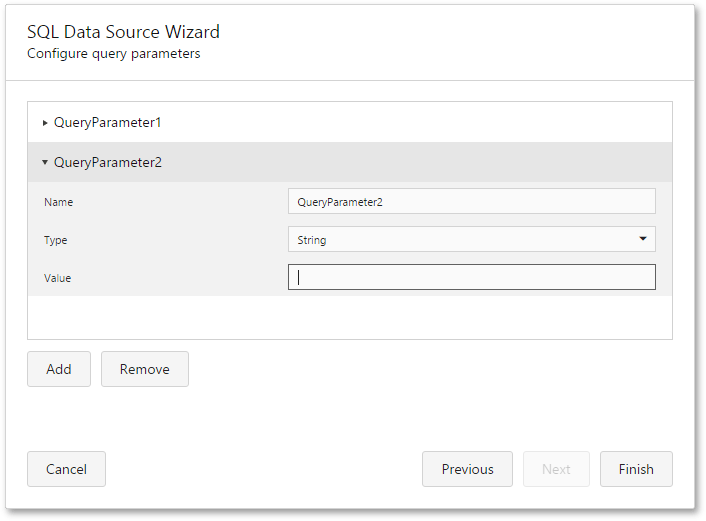 SQL Data Source Wizard
Configure query parameters
QueryParameter1
QueryParameter2
Name QueryParameter2
Type String
Value
Add Remove
Cancel Previous Next Finish